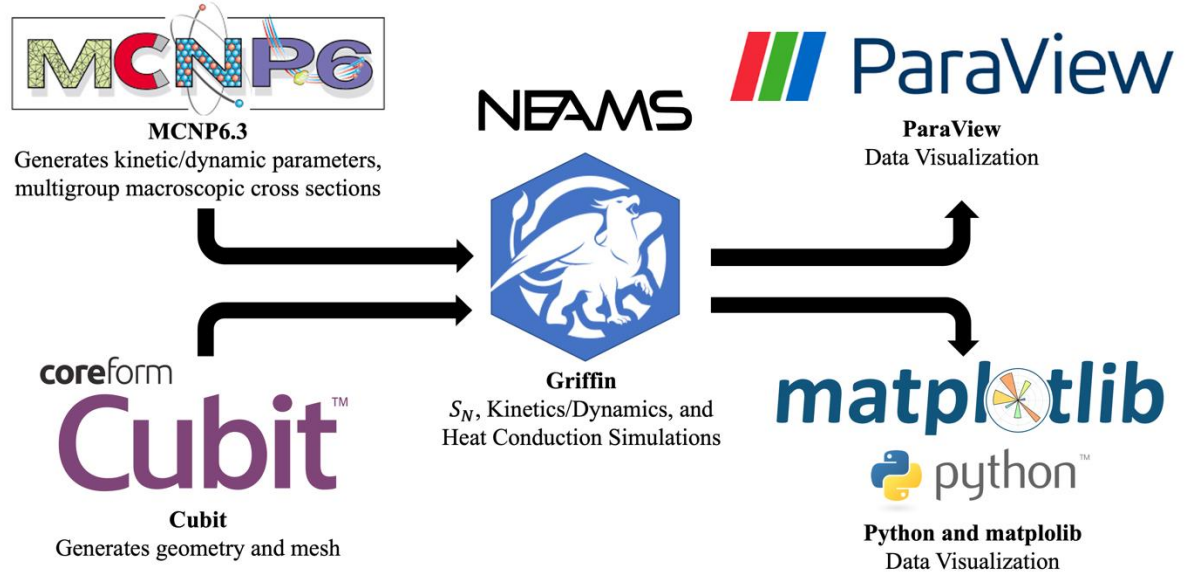 MCNP6
MCNP6.3
Generates kinetic/dynamic parameters,
multigroup macroscopic cross sections
coreform
Cubit™
Cubit
Generates geometry and mesh
NEAMS
Griffin
S_N, Kinetics/Dynamics, and
Heat Conduction Simulations
ParaView
ParaView
Data Visualization
matplotlib
python™
Python and matplolib
Data Visualization